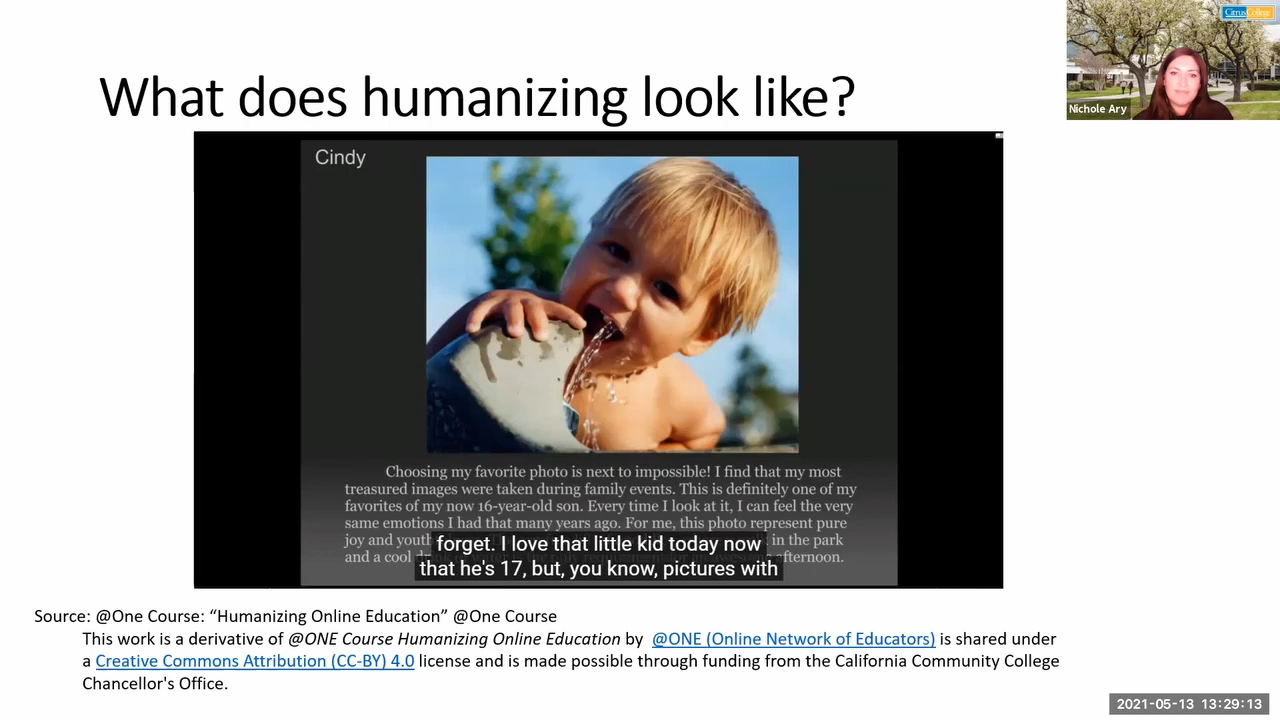 What does humanizing look like?
CitrusCollege
Nichole Ary
Cindy
Choosing my favorite photo is next to impossible! I find that my most
treasured images were taken during family events. This is definitely one of my
favorites of my now 16-year-old son. Every time I look at it, I can feel the very
same emotions I had that many years ago. For me, this photo represent pure
joy and youth in the park
and a cool afternoon.
forget. I love that little kid today now
that he's 17, but, you know, pictures with
Source: @One Course: “Humanizing Online Education” @One Course
This work is a derivative of @ONE Course Humanizing Online Education by @ONE (Online Network of Educators) is shared under
a Creative Commons Attribution (CC-BY) 4.0 license and is made possible through funding from the California Community College
Chancellor's Office.
2021-05-13 13:29:13